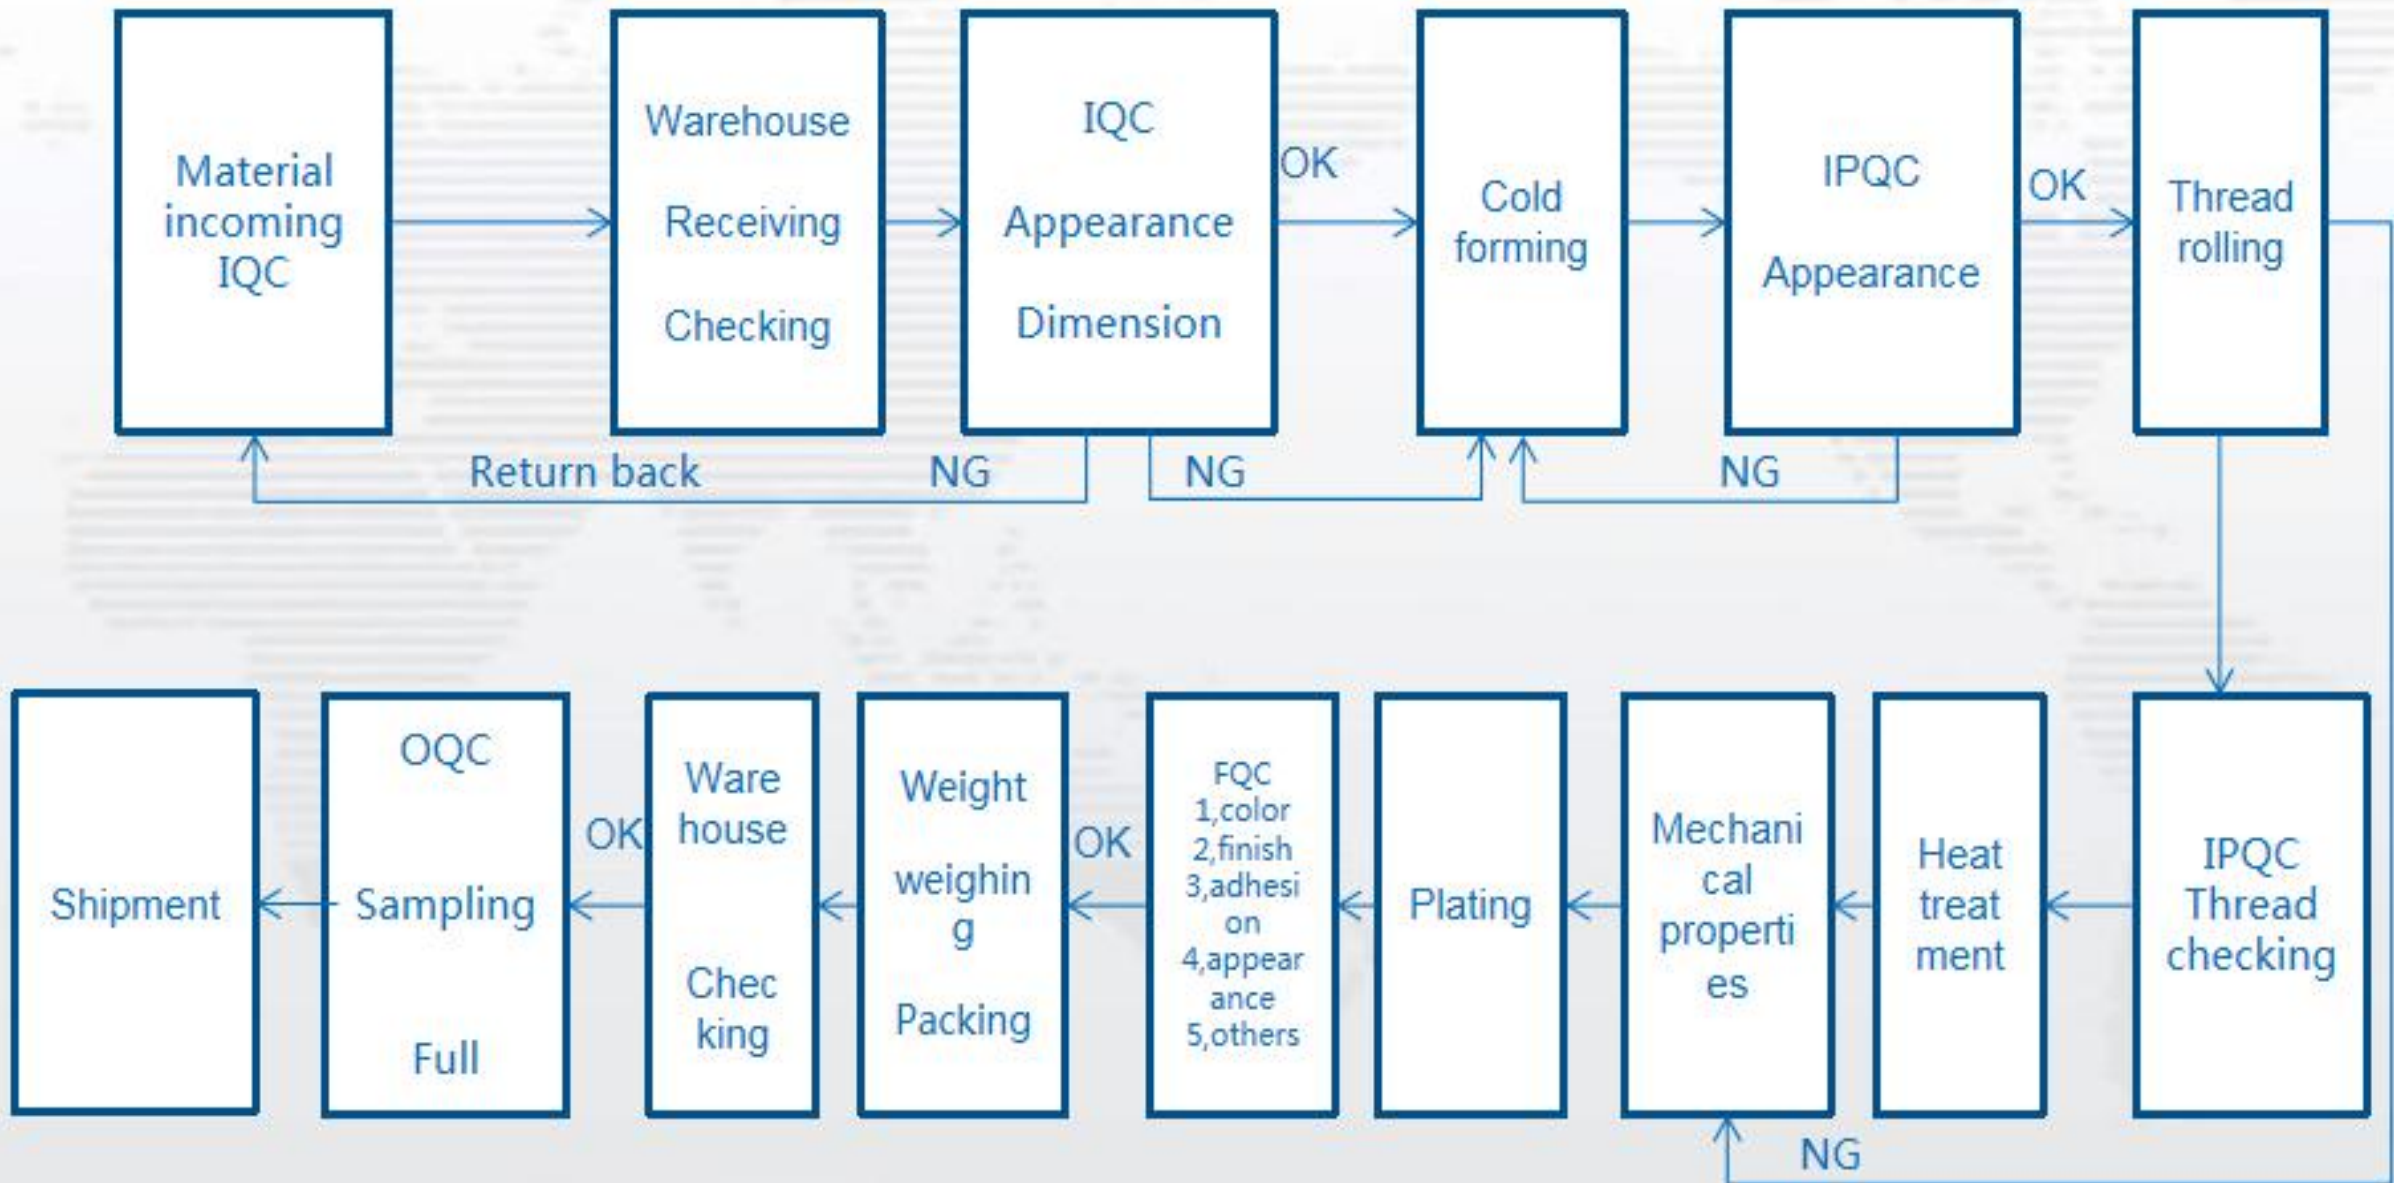 Material
incoming
IQC
Warehouse
Receiving
Checking
IQC
Appearance
Dimension
OK
Cold
forming
IPQC
Appearance
OK
Thread
rolling
Return back
NG
NG
NG
Shipment
OQC
Sampling
Full
OK
Ware
house
Chec
king
Weight
weighin
g
Packing
OK
FQC
1,color
2,finish
3,adhesi
on
4,appear
ance
5,others
Plating
Mechani
cal
properti
es
Heat
treat
ment
IPQC
Thread
checking
NG